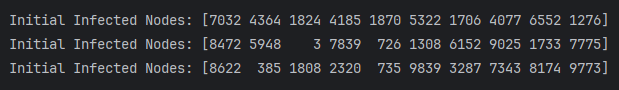 Initial Infected Nodes: [7032 4364 1824 4185 1870 5322 1706 4077 6552 1276]
Initial Infected Nodes: [8472 5948    3 7839  726 1308 6152 9025 1733 7775]
Initial Infected Nodes: [8622  385 1808 2320  735 9839 3287 7343 8174 9773]